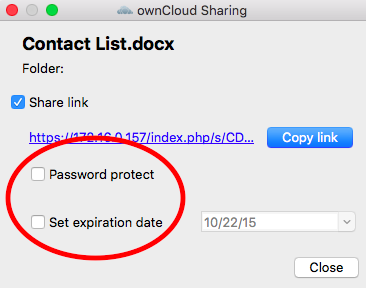 ownCloud Sharing
Contact List.docx
Folder:
Share link
https://172.16.0.157/index.php/s/CD... Copy link
Password protect
Set expiration date 10/22/15
Close